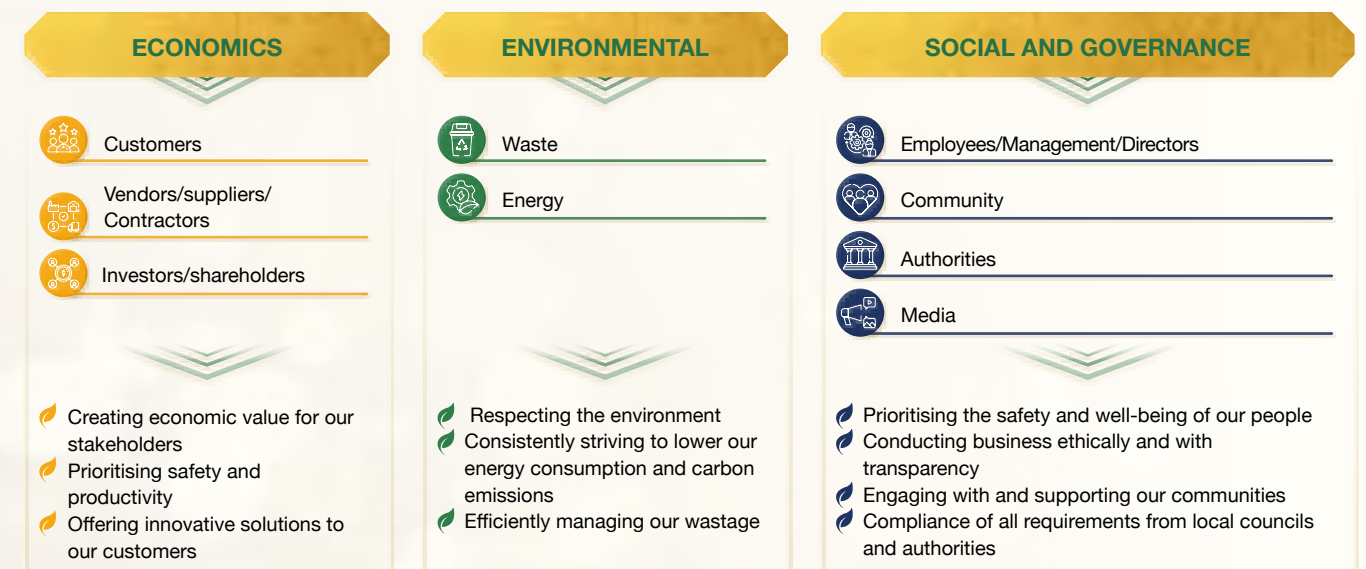 ECONOMICS
Customers
Vendors/suppliers/
Contractors
Investors/shareholders
Creating economic value for our
stakeholders
Prioritising safety and
productivity
Offering innovative solutions to
our customers
ENVIRONMENTAL
Waste
Energy
Respecting the environment
Consistently striving to lower our
energy consumption and carbon
emissions
Efficiently managing our wastage
SOCIAL AND GOVERNANCE
Employees/Management/Directors
Community
Authorities
Media
Prioritising the safety and well-being of our people
Conducting business ethically and with
transparency
Engaging with and supporting our communities
Compliance of all requirements from local councils
and authorities